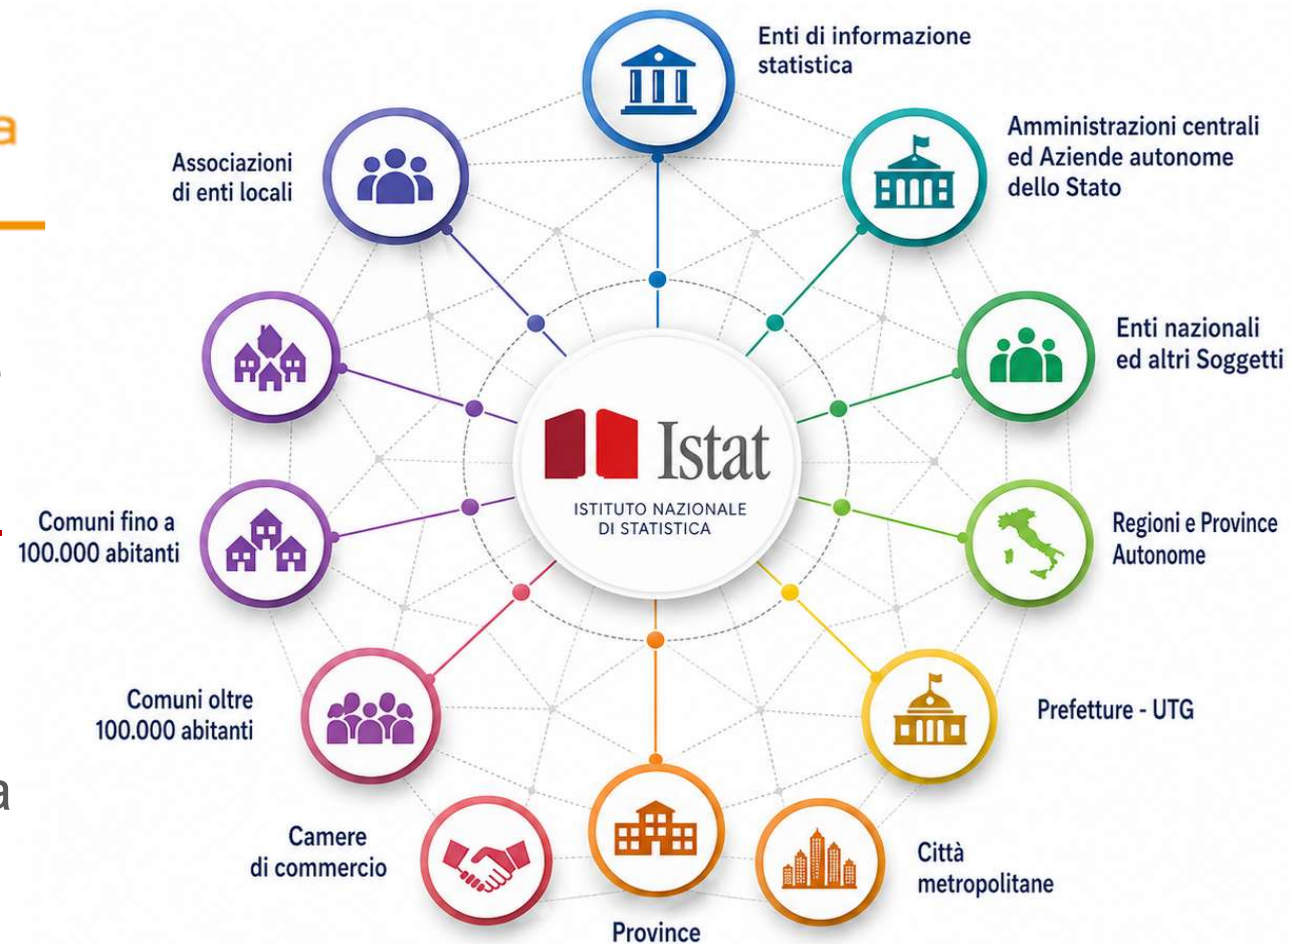 Enti di informazione
statistica
Amministrazioni centrali
ed Aziende autonome
dello Stato
Associazioni
di enti locali
Enti nazionali
ed altri Soggetti
Istat
ISTITUTO NAZIONALE
DI STATISTICA
Comuni fino a
100.000 abitanti
Regioni e Province
Autonome
Comuni oltre
100.000 abitanti
Prefetture - UTG
a
a
Camere
di commercio
Città
metropolitane
Province